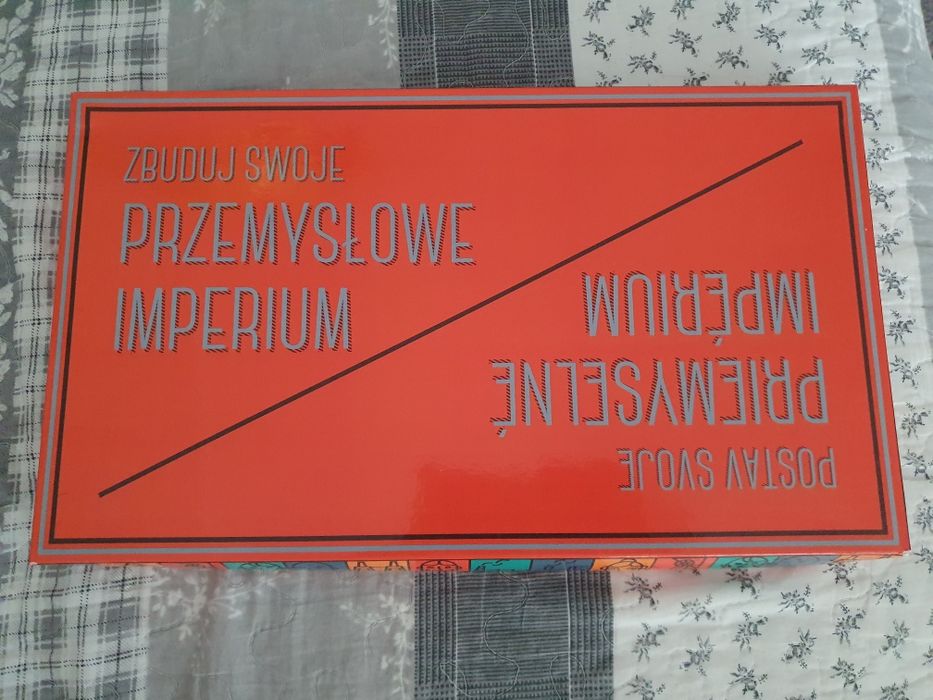 ZBUDUJ SWOJE
PRZEMYSŁOWE
IMPERIUM
POSTAV SVOJE
PRIEMYSELNÉ
IMPÉRIUM